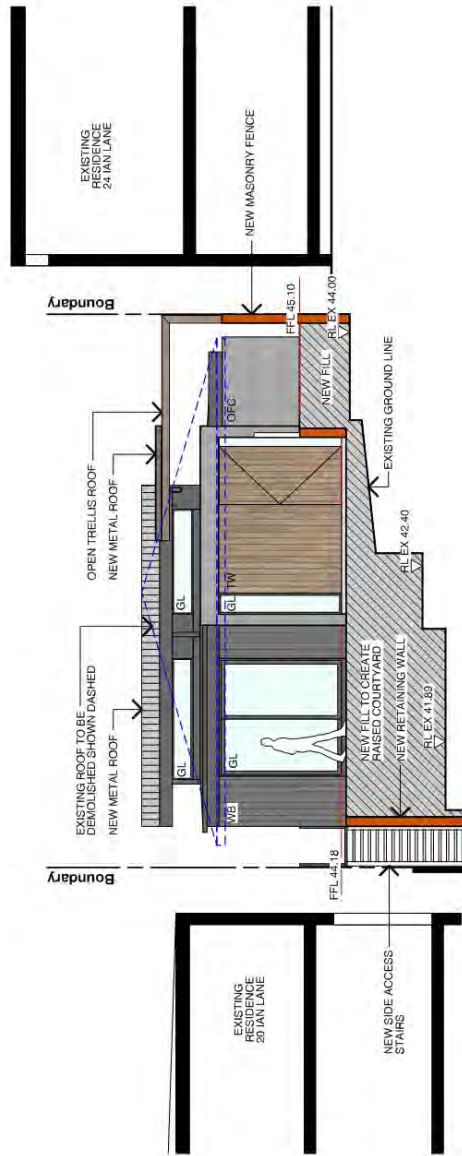 EXISTING
RESIDENCE
20 IAN LANE
NEW SIDE ACCESS
STAIRS
Boundary
EXISTING ROOF TO BE
DEMOLISHED SHOWN DASHED
NEW METAL ROOF
OPEN TRELLIS ROOF
NEW METAL ROOF
Boundary
GL
GL
WB
GL
GL
TW
OFC
FFL 44.18
FFL 45.10
NEW FILL TO CREATE
RAISED COURTYARD
NEW RETAINING WALL
RL EX 41.89
RL EX 42.40
NEW FILL
RL EX 44.00
EXISTING GROUND LINE
NEW MASONRY FENCE
EXISTING
RESIDENCE
24 IAN LANE